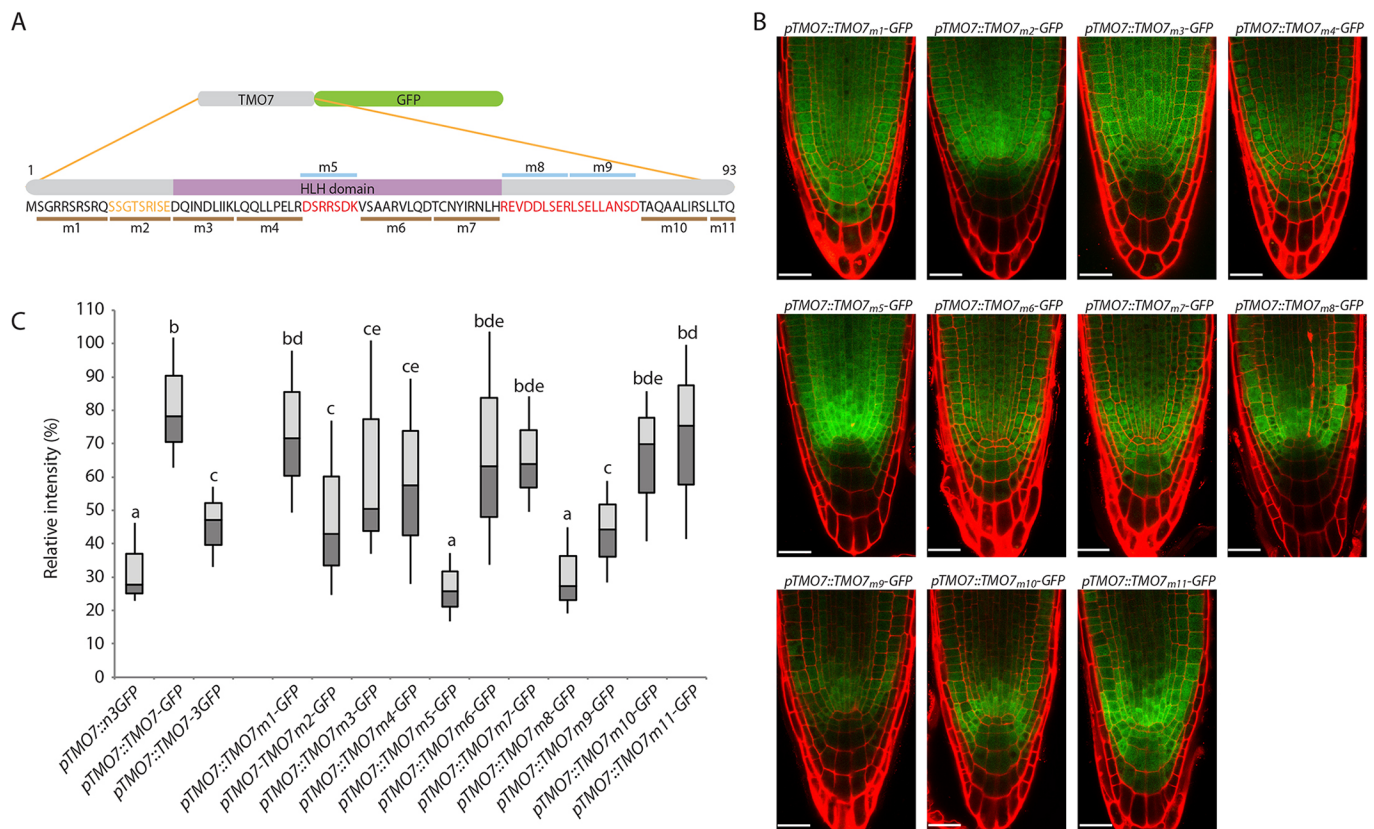 A
TMO7
GFP
1
93
m5
m8
m9
HLH domain
MSGRRSRSRQSSGTSRISEDQINDLIIKLQQLLPELRDSRRSDKVSAARVLQDTCNYIRNLHREVDDLSERLSELLANSDTAQAALIRSLLTQ
m1
m2
m3
m4
m6
m7
m10
m11
B
pTMO7::TMO7m1-GFP
pTMO7::TMO7m2-GFP
pTMO7::TMO7m3-GFP
pTMO7::TMO7m4-GFP
pTMO7::TMO7m5-GFP
pTMO7::TMO7m6-GFP
pTMO7::TMO7m7-GFP
pTMO7::TMO7m8-GFP
pTMO7::TMO7m9-GFP
pTMO7::TMO7m10-GFP
pTMO7::TMO7m11-GFP
C
Relative intensity (%)
110
100
90
80
70
60
50
40
30
20
10
0
a
b
c
bd
c
ce
ce
a
bde
bde
a
c
bde
bd
pTMO7::n3GFP
pTMO7::TMO7-GFP
pTMO7::TMO7-3GFP
pTMO7::TMO7m1-GFP
pTMO7-TMO7m2-GFP
pTMO7::TMO7m3-GFP
pTMO7::TMO7m4-GFP
pTMO7::TMO7m5-GFP
pTMO7::TMO7m6-GFP
pTMO7::TMO7m7-GFP
pTMO7::TMO7m8-GFP
pTMO7::TMO7m9-GFP
pTMO7::TMO7m10-GFP
pTMO7::TMO7m11-GFP